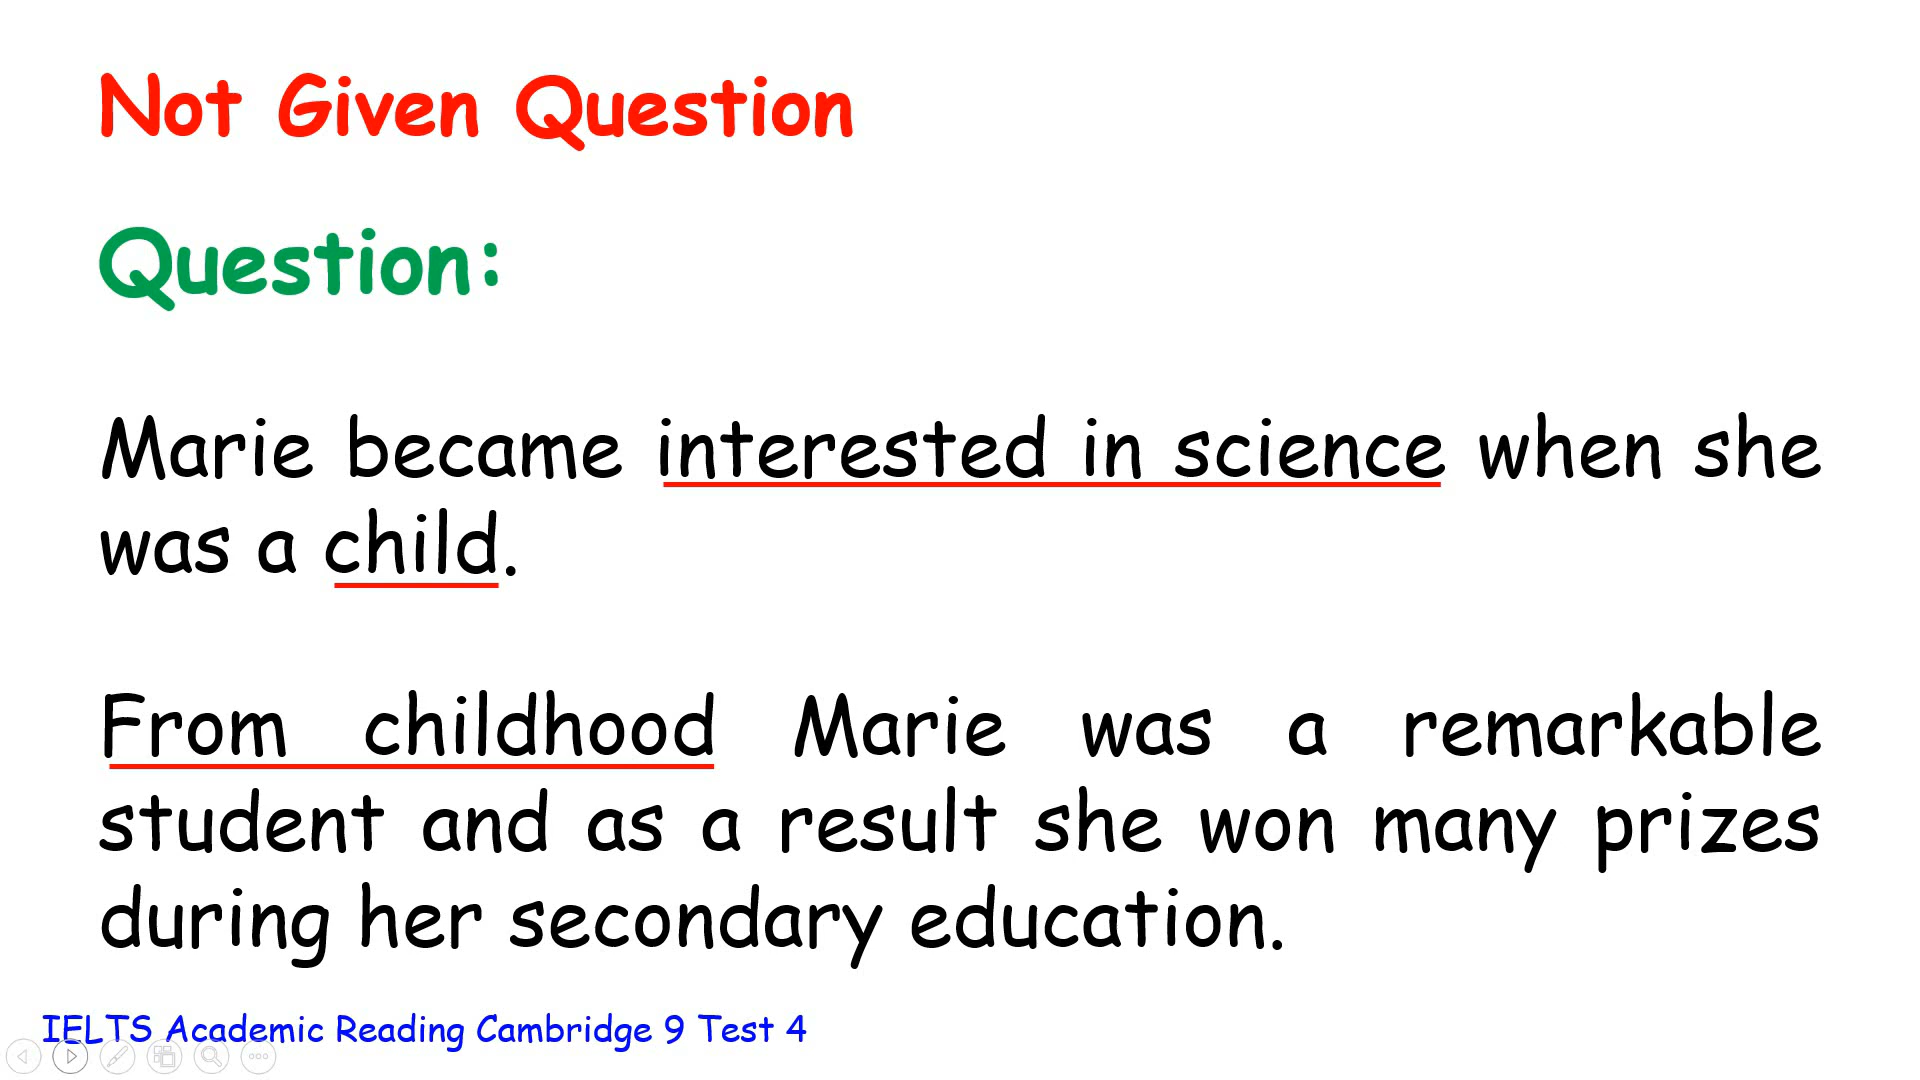 Not Given Question
Question:
Marie became interested in science when she
was a child.
From childhood Marie was a remarkable
student and as a result she won many prizes
during her secondary education.
IELTS Academic Reading Cambridge 9 Test 4